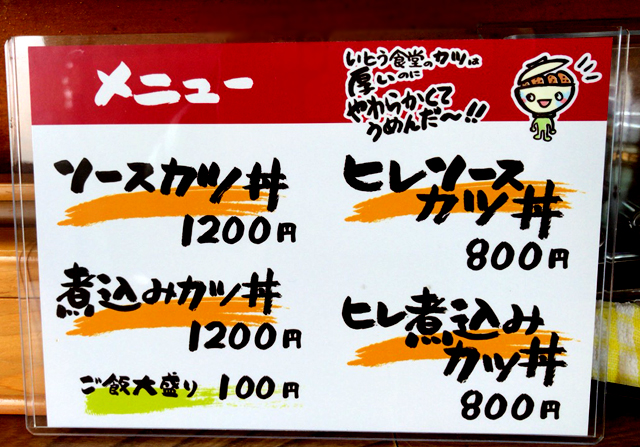 メニュー
いとう食堂のカツは
厚いのに
やわらかくて
うめんだ〜!!
ソースカツ丼
1200円
煮込みカツ丼
1200円
ご飯大盛り 100円
ヒレソース
カツ丼
800円
ヒレ煮込み
カツ丼
800円